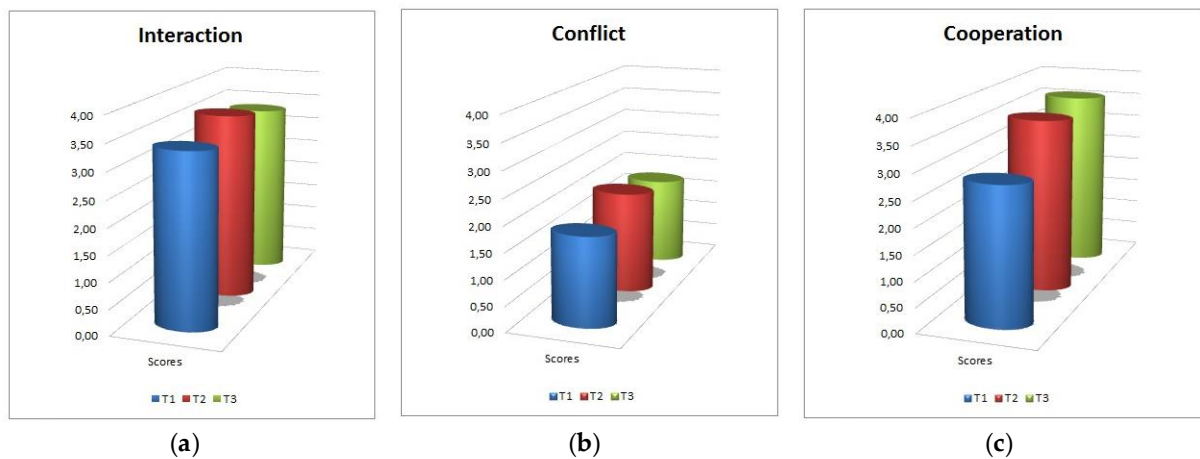 Interaction
4,00
3,50
3,00
2,50
2,00
1,50
1,00
0,50
0,00
Scores
T1 T2 T3
(a)
Conflict
4,00
3,50
3,00
2,50
2,00
1,50
1,00
0,50
0,00
Scores
T1 T2 T3
(b)
Cooperation
4,00
3,50
3,00
2,50
2,00
1,50
1,00
0,50
0,00
Scores
T1 T2 T3
(c)